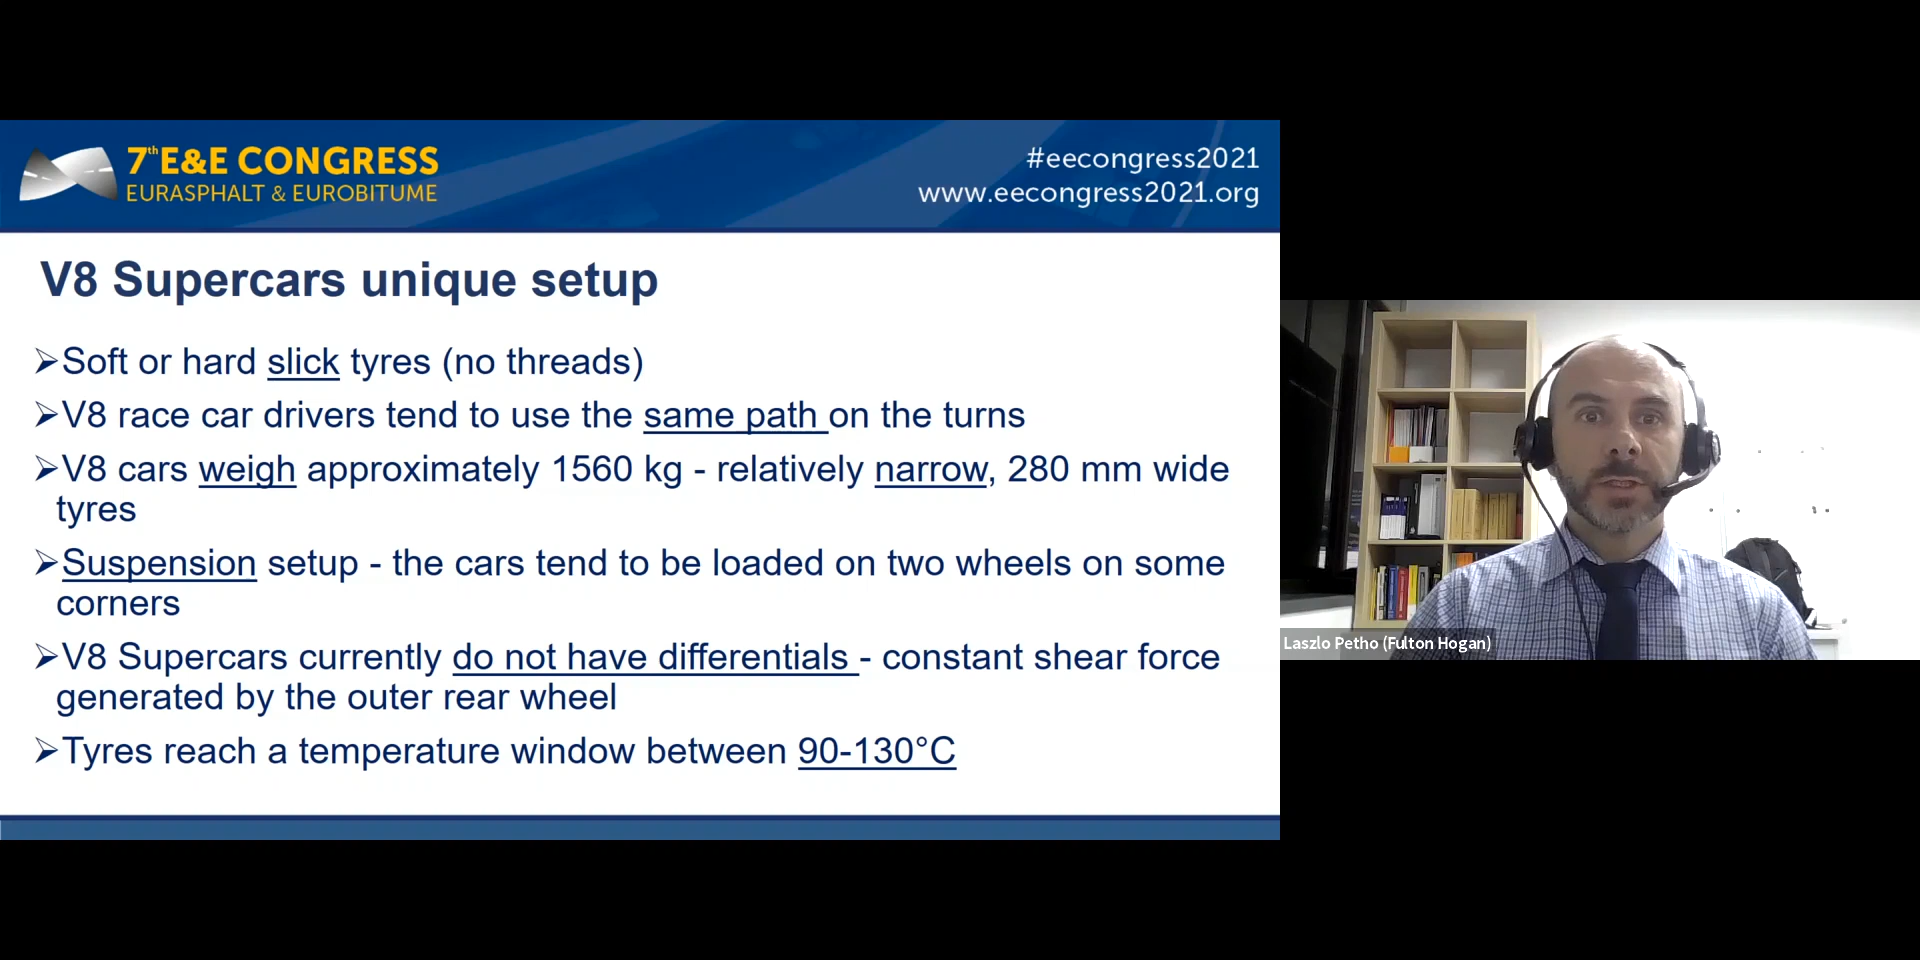 7th E&E CONGRESS
EURASPHALT & EUROBITUME
#eecongress2021
www.eecongress2021.org
V8 Supercars unique setup
➢Soft or hard slick tyres (no threads)
➢V8 race car drivers tend to use the same path on the turns
➢V8 cars weigh approximately 1560 kg - relatively narrow, 280 mm wide
tyres
➢Suspension setup - the cars tend to be loaded on two wheels on some
corners
➢V8 Supercars currently do not have differentials - constant shear force
generated by the outer rear wheel
➢Tyres reach a temperature window between 90-130°C
Laszlo Petho (Fulton Hogan)